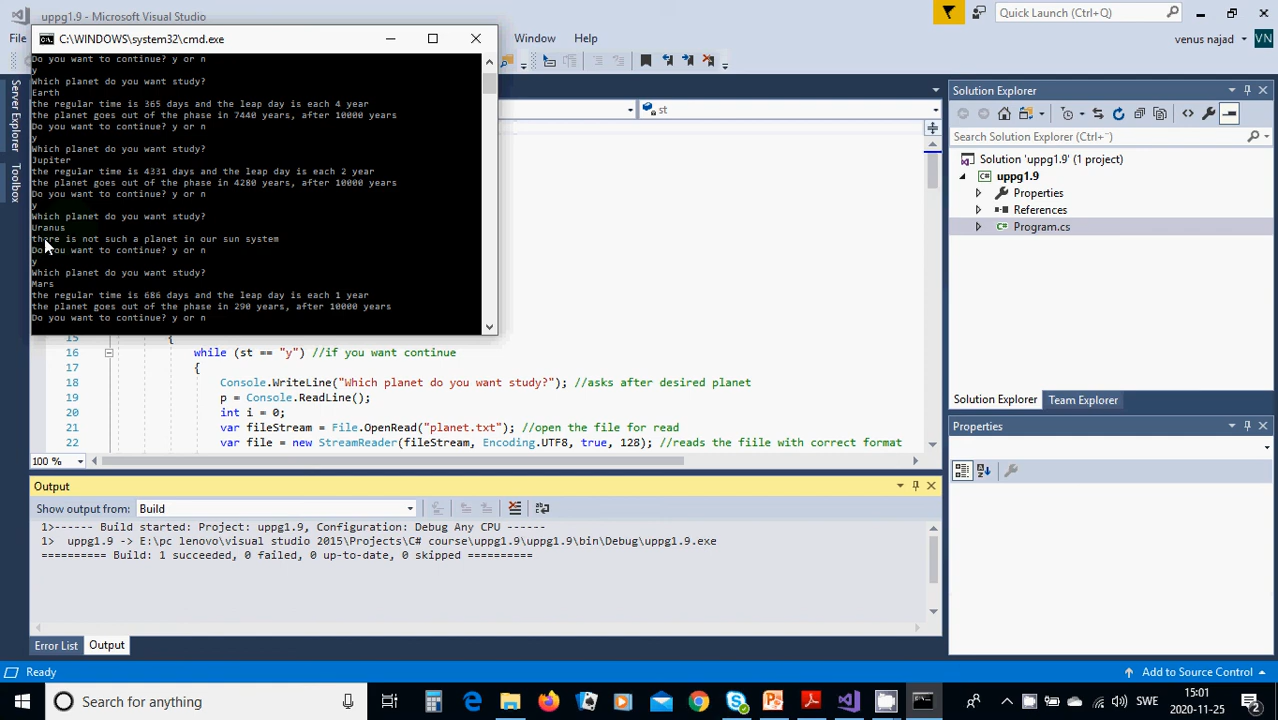 uppg1.9 - Microsoft Visual Studio
Quick Launch (Ctrl+Q)
File
Window
Help
venus najad
VN
C:\WINDOWS\system32\cmd.exe
Do you want to continue? y or n
y
Which planet do you want study?
Earth
the regular time is 365 days and the leap day is each 4 year
the planet goes out of the phase in 7440 years, after 10000 years
Do you want to continue? y or n
y
Which planet do you want study?
Jupiter
the regular time is 4331 days and the leap day is each 2 year
the planet goes out of the phase in 4280 years, after 10000 years
Do you want to continue? y or n
y
Which planet do you want study?
Uranus
there is not such a planet in our sun system
Do you want to continue? y or n
y
Which planet do you want study?
Mars
the regular time is 686 days and the leap day is each 1 year
the planet goes out of the phase in 290 years, after 10000 years
Do you want to continue? y or n
Server Explorer
Toolbox
st
15 {
16 while (st == "y") //if you want continue
17 {
18 Console.WriteLine("Which planet do you want study?"); //asks after desired planet
19 p = Console.ReadLine();
20 int i = 0;
21 var fileStream = File.OpenRead("planet.txt"); //open the file for read
22 var file = new StreamReader(fileStream, Encoding.UTF8, true, 128); //reads the fiile with correct format
100 %
Output
Show output from: Build
1>------ Build started: Project: uppg1.9, Configuration: Debug Any CPU ------
1> uppg1.9 -> E:\pc lenovo\visual studio 2015\Projects\C# course\uppg1.9\uppg1.9\bin\Debug\uppg1.9.exe
========== Build: 1 succeeded, 0 failed, 0 up-to-date, 0 skipped ==========
Error List
Output
Solution Explorer
Search Solution Explorer (Ctrl+¨)
Solution 'uppg1.9' (1 project)
uppg1.9
Properties
References
C# Program.cs
Solution Explorer
Team Explorer
Properties
Ready
Add to Source Control
Search for anything
SWE
15:01
2020-11-25
2